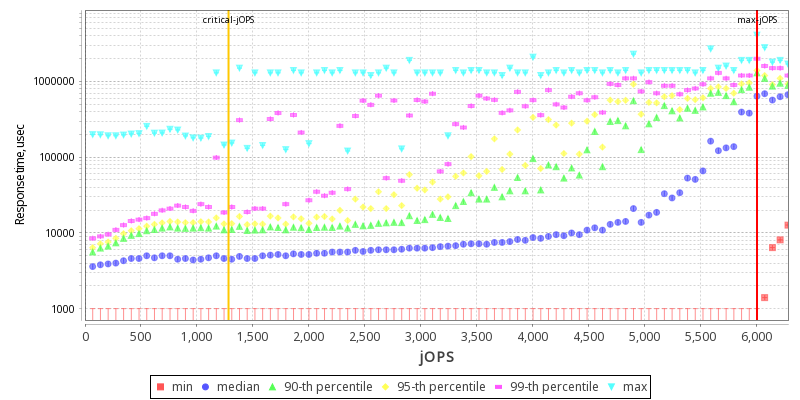 critical-jOPS
max-jOPS
Response time, usec
1000000
100000
10000
1000
0
500
1,000
1,500
2,000
2,500
3,000
3,500
4,000
4,500
5,000
5,500
6,000
jOPS
min
median
90-th percentile
95-th percentile
99-th percentile
max